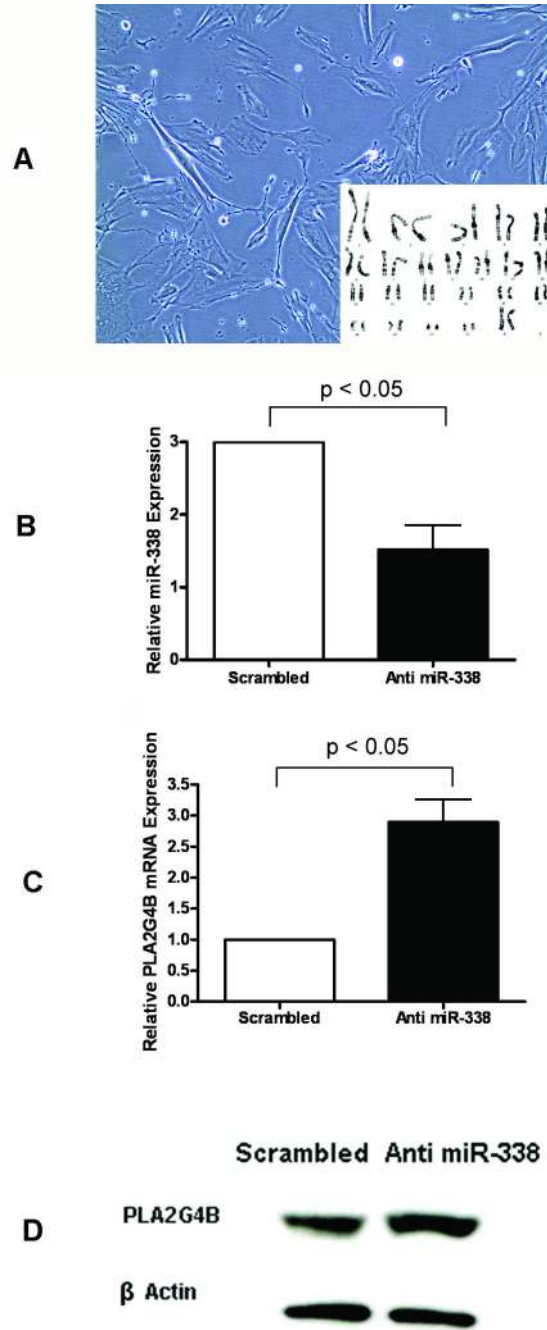 A
B
p < 0.05
Relative miR-338 Expression
3
2
1
0
Scrambled
Anti miR-338
C
p < 0.05
Relative PLA2G4B mRNA Expression
3.5
3.0
2.5
2.0
1.5
1.0
0.5
0.0
Scrambled
Anti miR-338
D
Scrambled Anti miR-338
PLA2G4B
β Actin